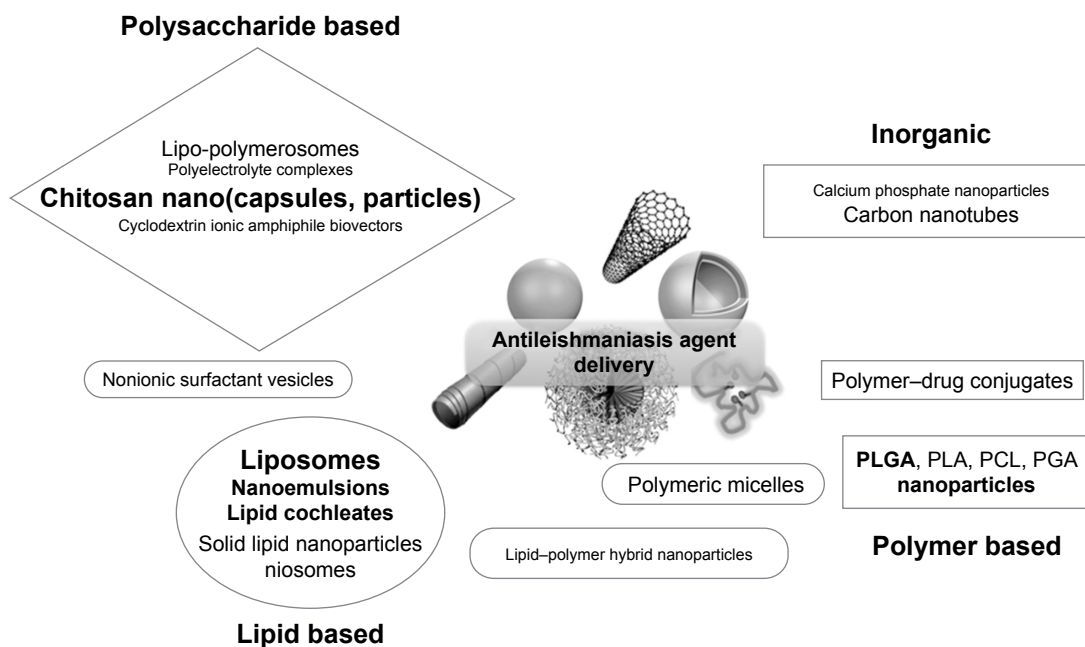 Polysaccharide based
Lipo-polymerosomes
Polyelectrolyte complexes
Chitosan nano(capsules, particles)
Cyclodextrin ionic amphiphile biovectors
Inorganic
Calcium phosphate nanoparticles
Carbon nanotubes
Antileishmaniasis agent
delivery
Nonionic surfactant vesicles
Polymer–drug conjugates
Liposomes
Nanoemulsions
Lipid cochleates
Solid lipid nanoparticles
niosomes
Lipid based
Polymeric micelles
Lipid–polymer hybrid nanoparticles
PLGA, PLA, PCL, PGA
nanoparticles
Polymer based